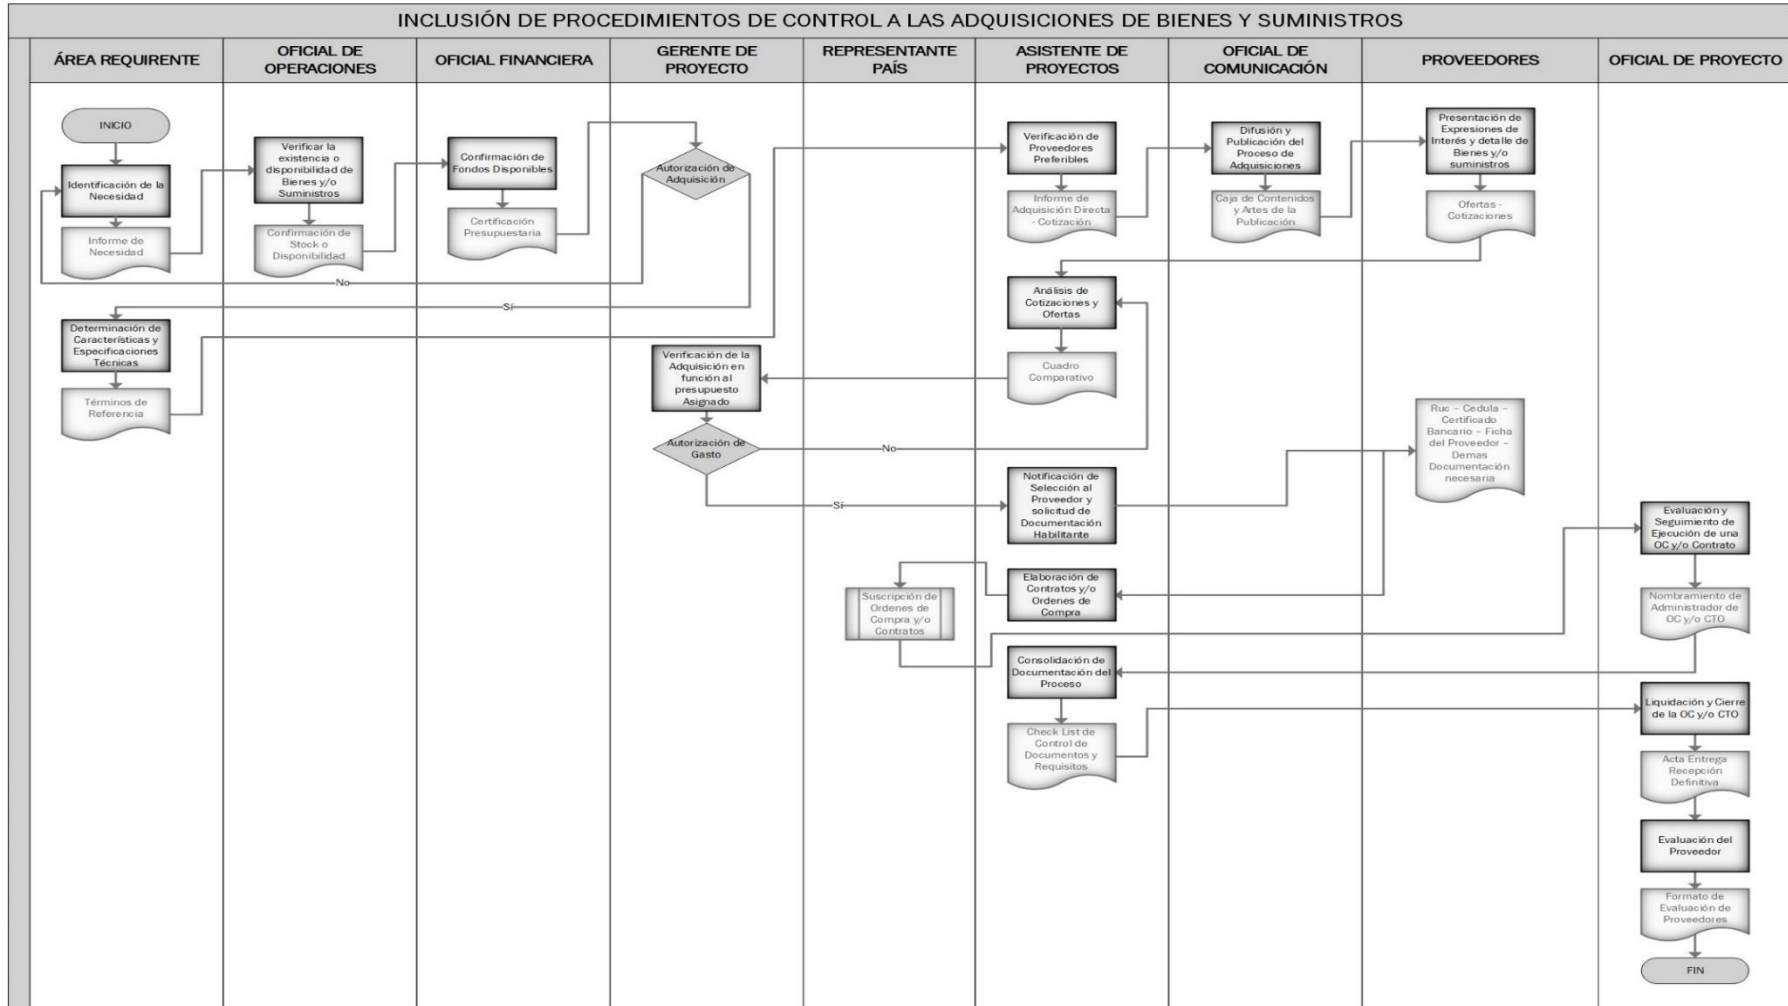 INCLUSIÓN DE PROCEDIMIENTOS DE CONTROL A LAS ADQUISICIONES DE BIENES Y SUMINISTROS
ÁREA REQUIRENTE
OFICIAL DE
OPERACIONES
OFICIAL FINANCIERA
GERENTE DE
PROYECTO
REPRESENTANTE
PAÍS
ASISTENTE DE
PROYECTOS
OFICIAL DE
COMUNICACIÓN
PROVEEDORES
OFICIAL DE PROYECTO
INICIO
Identificación de la
Necesidad
Informe de
Necesidad
Verificar la
existencia o
disponibilidad de
Bienes y/o
Suministros
Confirmación de
Stock o
Disponibilidad
Confirmación de
Fondos Disponibles
Certificación
Presupuestaria
Autorización de
Adquisición
No
Sí
Determinación de
Características y
Especificaciones
Técnicas
Términos de
Referencia
Verificación de
Proveedores
Preferibles
Informe de
Adquisición Directa
- Cotización
Difusión y
Publicación del
Proceso de
Adquisiciones
Caja de Contenidos
y Artes de la
Publicación
Presentación de
Expresiones de
Interés y detalle de
Bienes y/o
suministros
Ofertas -
Cotizaciones
Análisis de
Cotizaciones y
Ofertas
Cuadro
Comparativo
Verificación de la
Adquisición en
función al
presupuesto
Asignado
Autorización de
Gasto
No
Sí
Notificación de
Selección al
Proveedor y
solicitud de
Documentación
Habilitante
Ruc – Cedula –
Certificado
Bancario – Ficha
del Proveedor –
Demas
Documentación
necesaria
Elaboración de
Contratos y/o
Ordenes de
Compra
Suscripción de
Ordenes de
Compra y/o
Contratos
Evaluación y
Seguimiento de
Ejecución de una
OC y/o Contrato
Nombramiento de
Administrador de
OC y/o CTO
Consolidación de
Documentación del
Proceso
Check List de
Control de
Documentos y
Requisitos
Liquidación y Cierre
de la OC y/o CTO
Acta Entrega
Recepción
Definitiva
Evaluación del
Proveedor
Formato de
Evaluación de
Proveedores
FIN